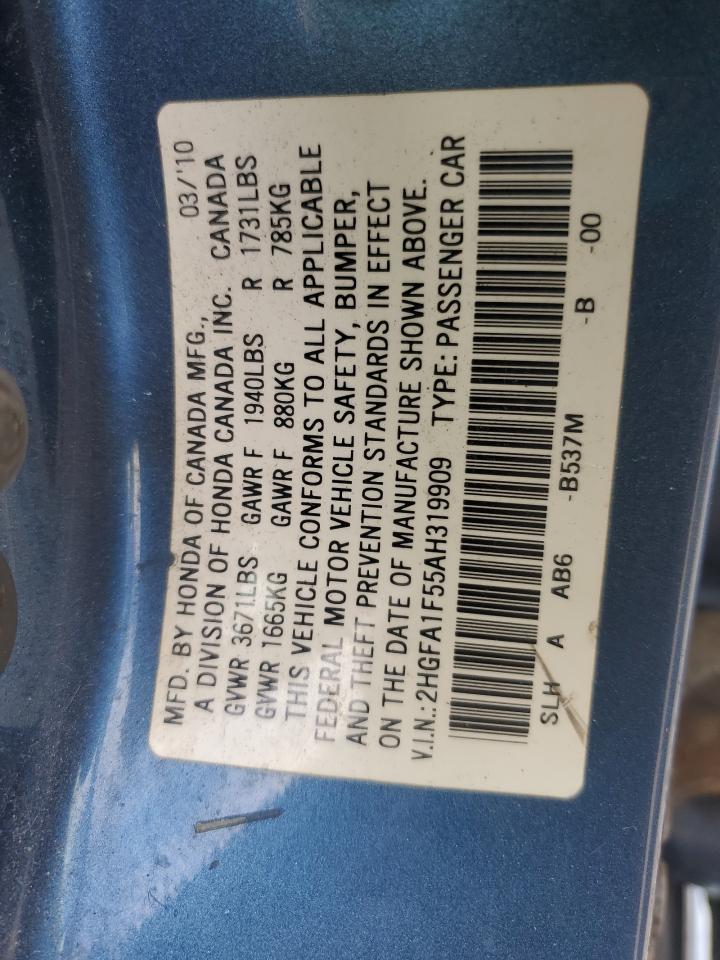 MFD. BY HONDA OF CANADA MFG., 03/'10
A DIVISION OF HONDA CANADA INC. CANADA
GVWR 3671LBS GAWR F 1940LBS R 1731LBS
GVWR 1665KG GAWR F 880KG R 785KG
THIS VEHICLE CONFORMS TO ALL APPLICABLE
FEDERAL MOTOR VEHICLE SAFETY, BUMPER,
AND THEFT PREVENTION STANDARDS IN EFFECT
ON THE DATE OF MANUFACTURE SHOWN ABOVE.
V.I.N.: 2HGFA1F55AH319909 TYPE: PASSENGER CAR
SLH A AB6 -B537M -B -00